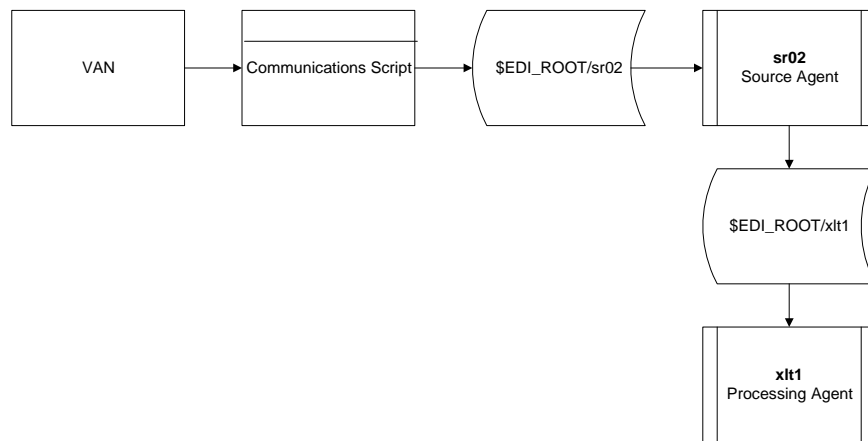 VAN
Communications Script
$EDI_ROOT/sr02
sr02
Source Agent
$EDI_ROOT/xlt1
xlt1
Processing Agent